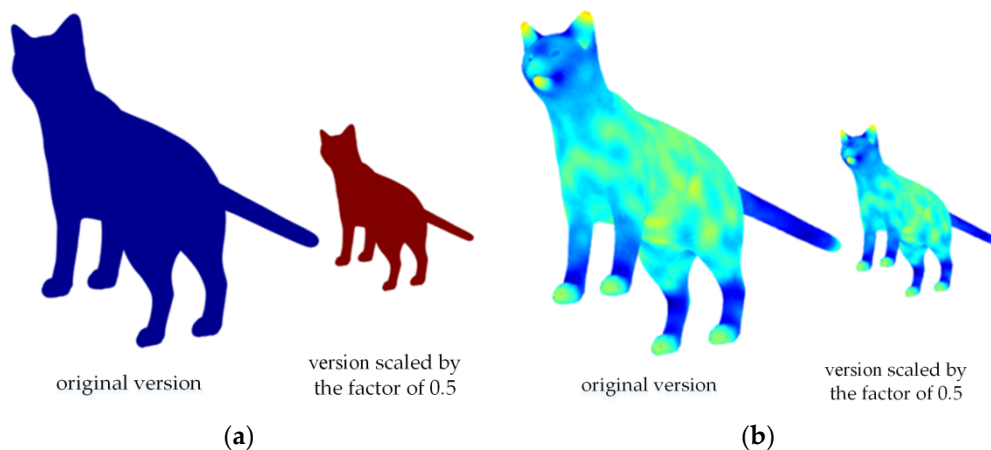 original version
version scaled by
the factor of 0.5
(a)
original version
version scaled by
the factor of 0.5
(b)